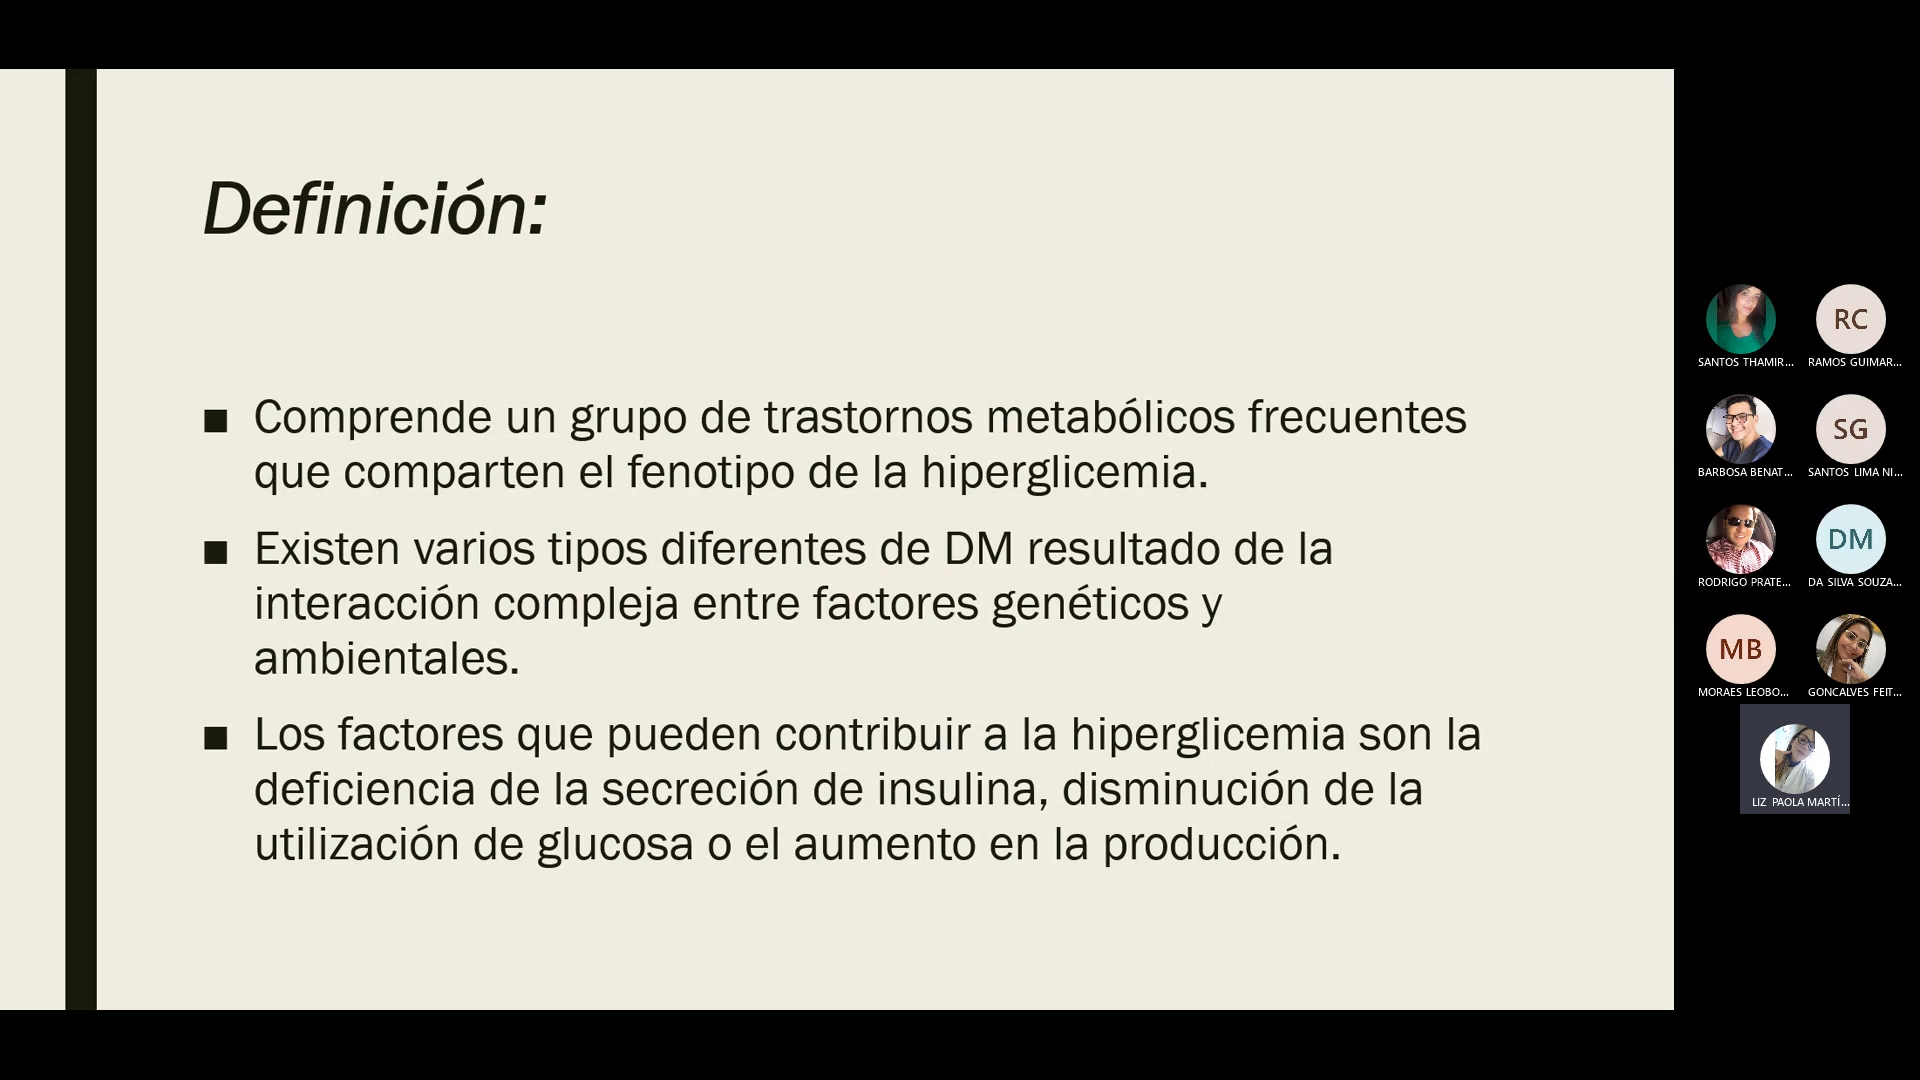 Definición:
■ Comprende un grupo de trastornos metabólicos frecuentes
que comparten el fenotipo de la hiperglicemia.
■ Existen varios tipos diferentes de DM resultado de la
interacción compleja entre factores genéticos y
ambientales.
■ Los factores que pueden contribuir a la hiperglicemia son la
deficiencia de la secreción de insulina, disminución de la
utilización de glucosa o el aumento en la producción.
RC
SANTOS THAMIR... RAMOS GUIMAR...
SG
BARBOSA BENAT... SANTOS LIMA NI...
DM
RODRIGO PRATE... DA SILVA SOUZA...
MB
MORAES LEOBO... GONCALVES FEIT...
LIZ PAOLA MARTÍ...